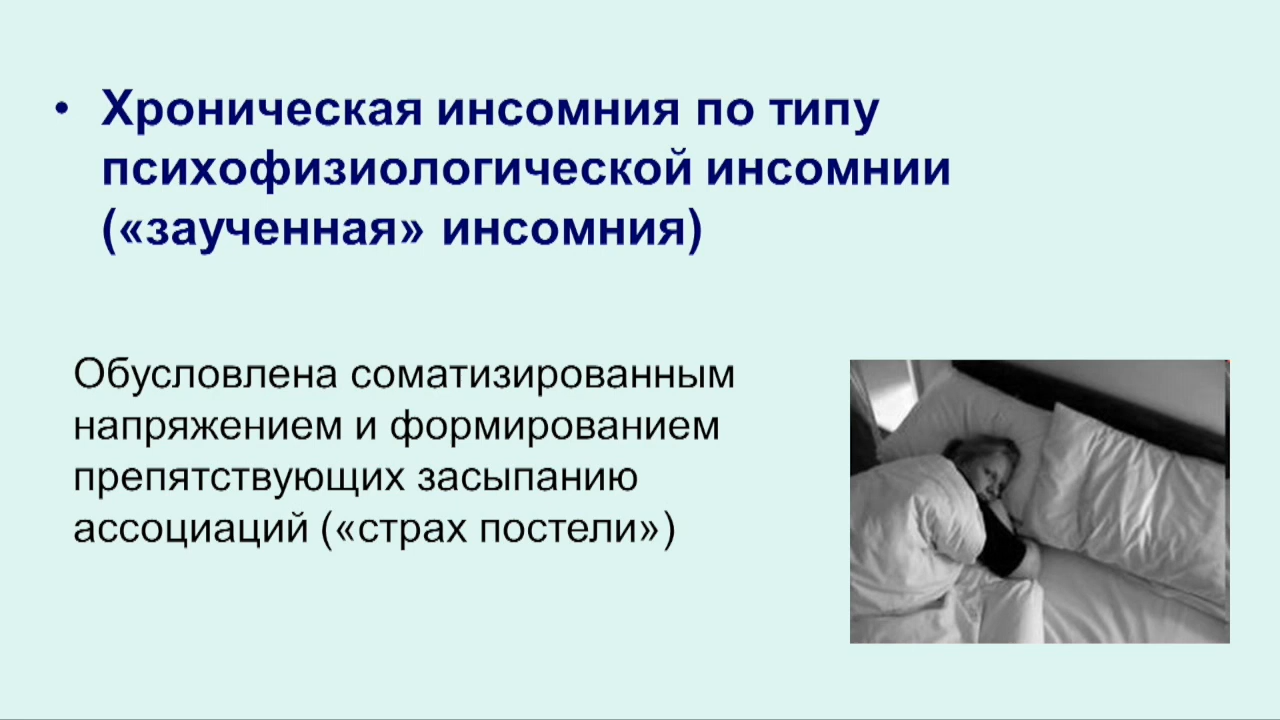 • Хроническая инсомния по типу
психофизиологической инсомнии
(«заученная» инсомния)
Обусловлена соматизированным
напряжением и формированием
препятствующих засыпанию
ассоциаций («страх постели»)